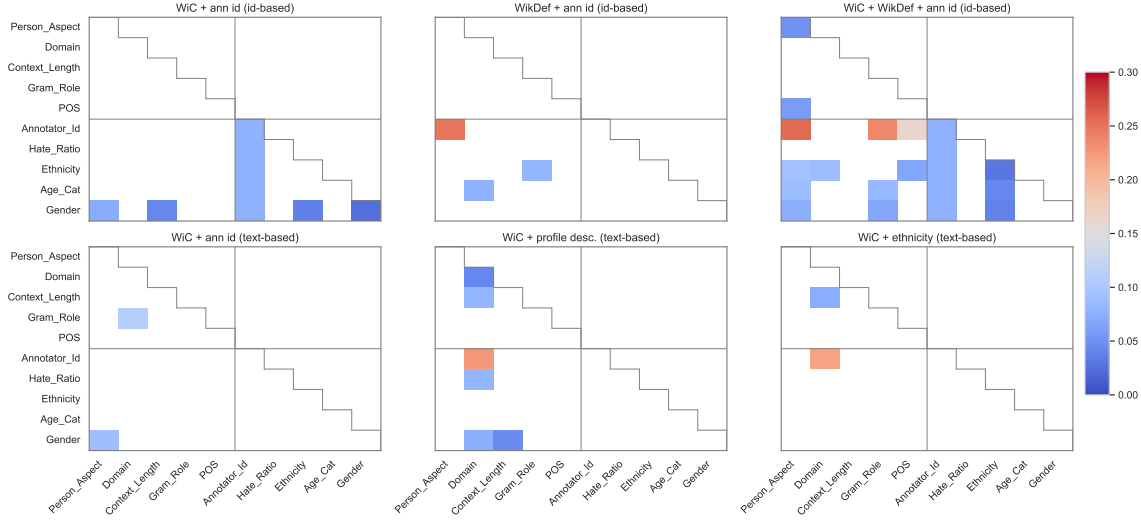 WiC + ann id (id-based)
WikDef + ann id (id-based)
WiC + WikDef + ann id (id-based)
Person_Aspect
Domain
Context_Length
Gram_Role
POS
Annotator_Id
Hate_Ratio
Ethnicity
Age_Cat
Gender
0.30
0.25
0.20
0.15
0.10
0.05
0.00
WiC + ann id (text-based)
WiC + profile desc. (text-based)
WiC + ethnicity (text-based)
Person_Aspect
Domain
Context_Length
Gram_Role
POS
Annotator_Id
Hate_Ratio
Ethnicity
Age_Cat
Gender
Person_Aspect
Domain
Context_Length
Gram_Role
POS
Annotator_Id
Hate_Ratio
Ethnicity
Age_Cat
Gender
Person_Aspect
Domain
Context_Length
Gram_Role
POS
Annotator_Id
Hate_Ratio
Ethnicity
Age_Cat
Gender
Person_Aspect
Domain
Context_Length
Gram_Role
POS
Annotator_Id
Hate_Ratio
Ethnicity
Age_Cat
Gender